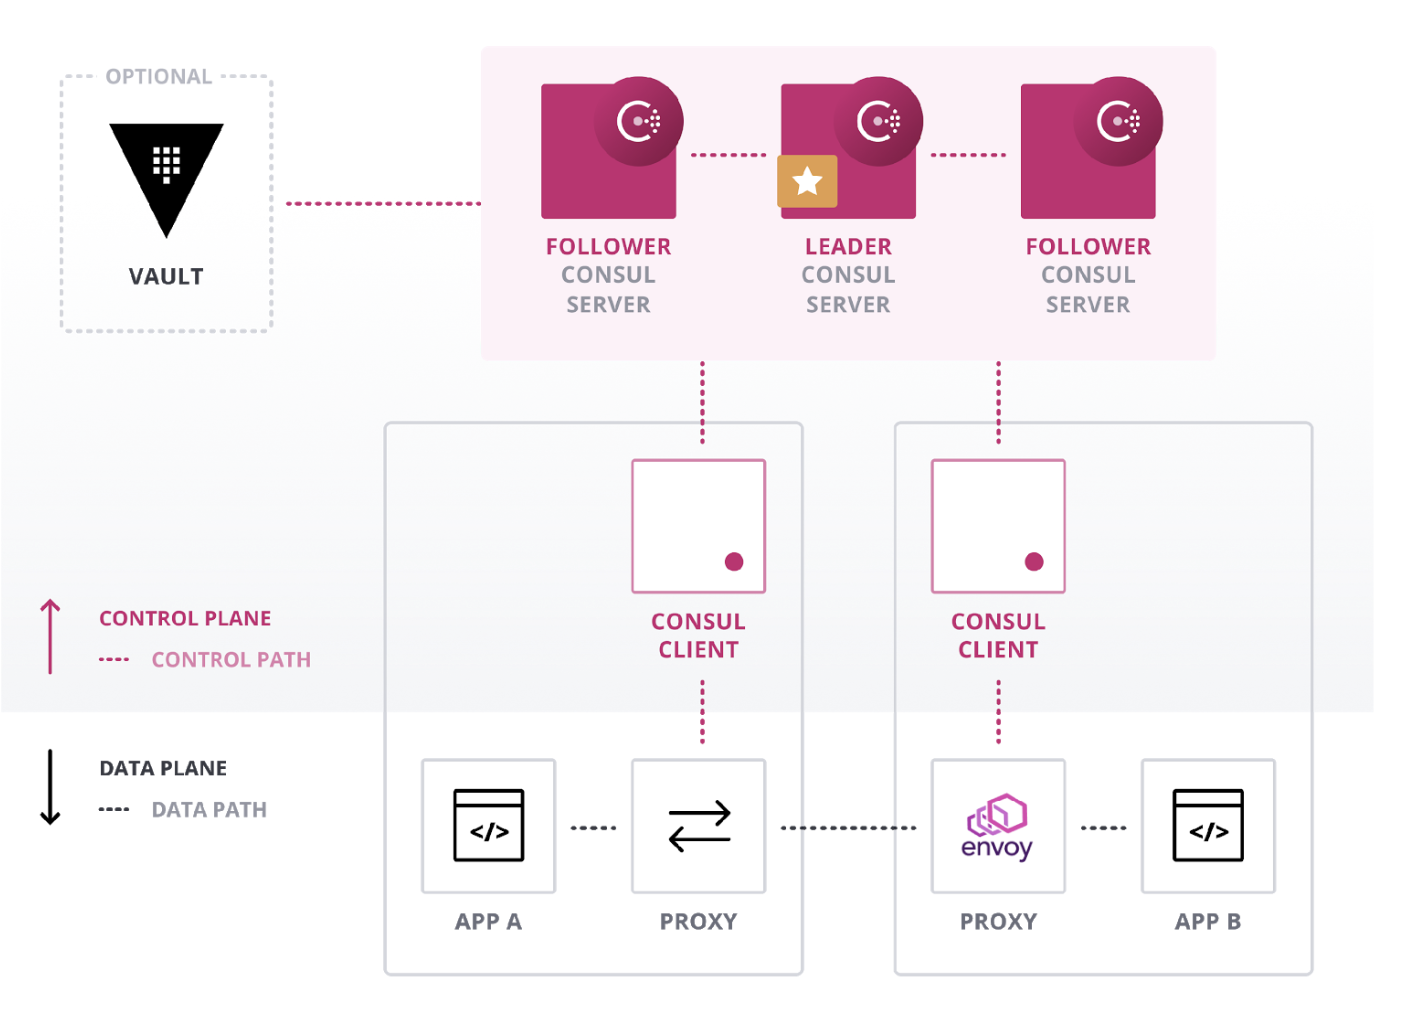 OPTIONAL
VAULT
FOLLOWER
CONSUL
SERVER
LEADER
CONSUL
SERVER
FOLLOWER
CONSUL
SERVER
CONSUL
CLIENT
CONSUL
CLIENT
CONTROL PLANE
CONTROL PATH
DATA PLANE
DATA PATH
</>
APP A
PROXY
envoy
PROXY
</>
APP B